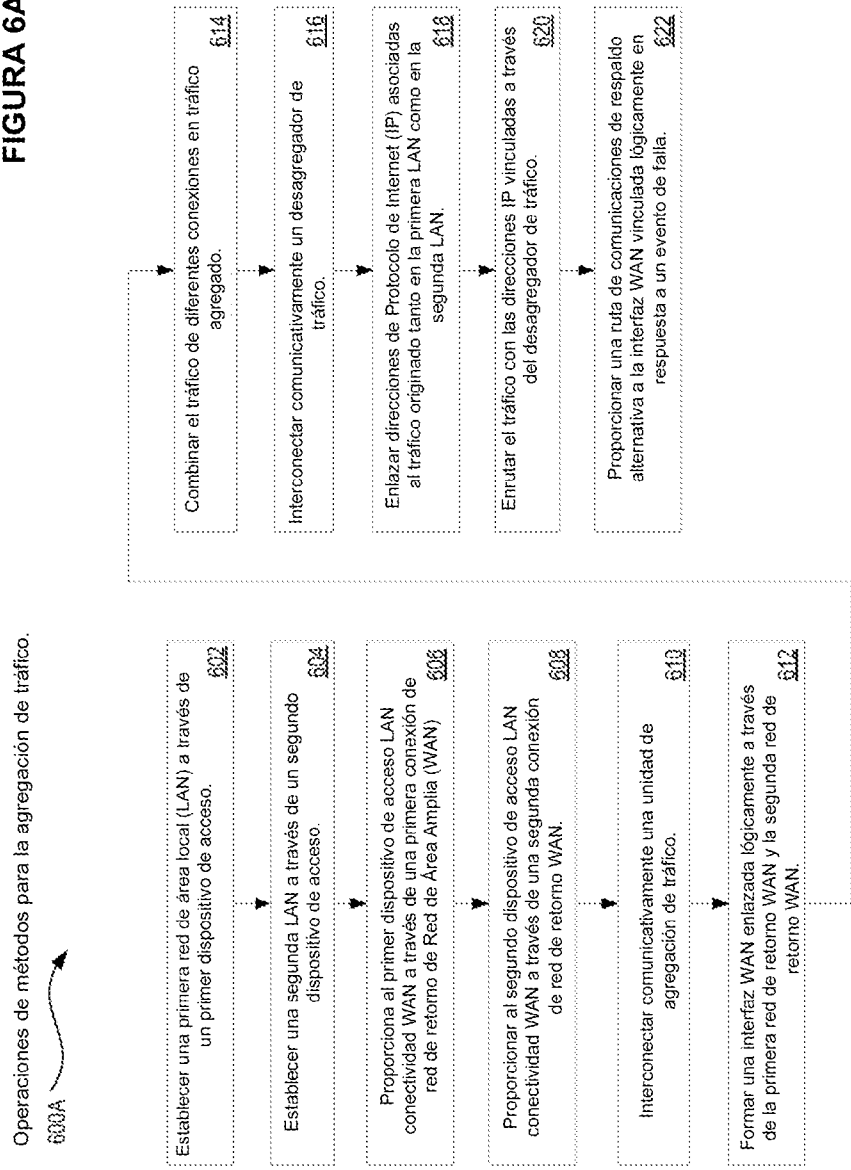 FIGURA 6A
Operaciones de métodos para la agregación de tráfico.
600A
Establecer una primera red de área local (LAN) a través de
un primer dispositivo de acceso.
602
Establecer una segunda LAN a través de un segundo
dispositivo de acceso.
604
Proporciona al primer dispositivo de acceso LAN
conectividad WAN a través de una primera conexión de
red de retorno de Red de Área Amplia (WAN)
606
Proporcionar al segundo dispositivo de acceso LAN
conectividad WAN a través de una segunda conexión
de red de retorno WAN.
608
Interconectar comunicativamente una unidad de
agregación de tráfico.
610
Formar una interfaz WAN enlazada lógicamente a través
de la primera red de retorno WAN y la segunda red de
retorno WAN.
612
Combinar el tráfico de diferentes conexiones en tráfico
agregado.
614
Interconectar comunicativamente un desagregador de
tráfico.
616
Enlazar direcciones de Protocolo de Internet (IP) asociadas
al tráfico originado tanto en la primera LAN como en la
segunda LAN.
618
Enrutar el tráfico con las direcciones IP vinculadas a través
del desagregador de tráfico.
620
Proporcionar una ruta de comunicaciones de respaldo
alternativa a la interfaz WAN vinculada lógicamente en
respuesta a un evento de falla.
622